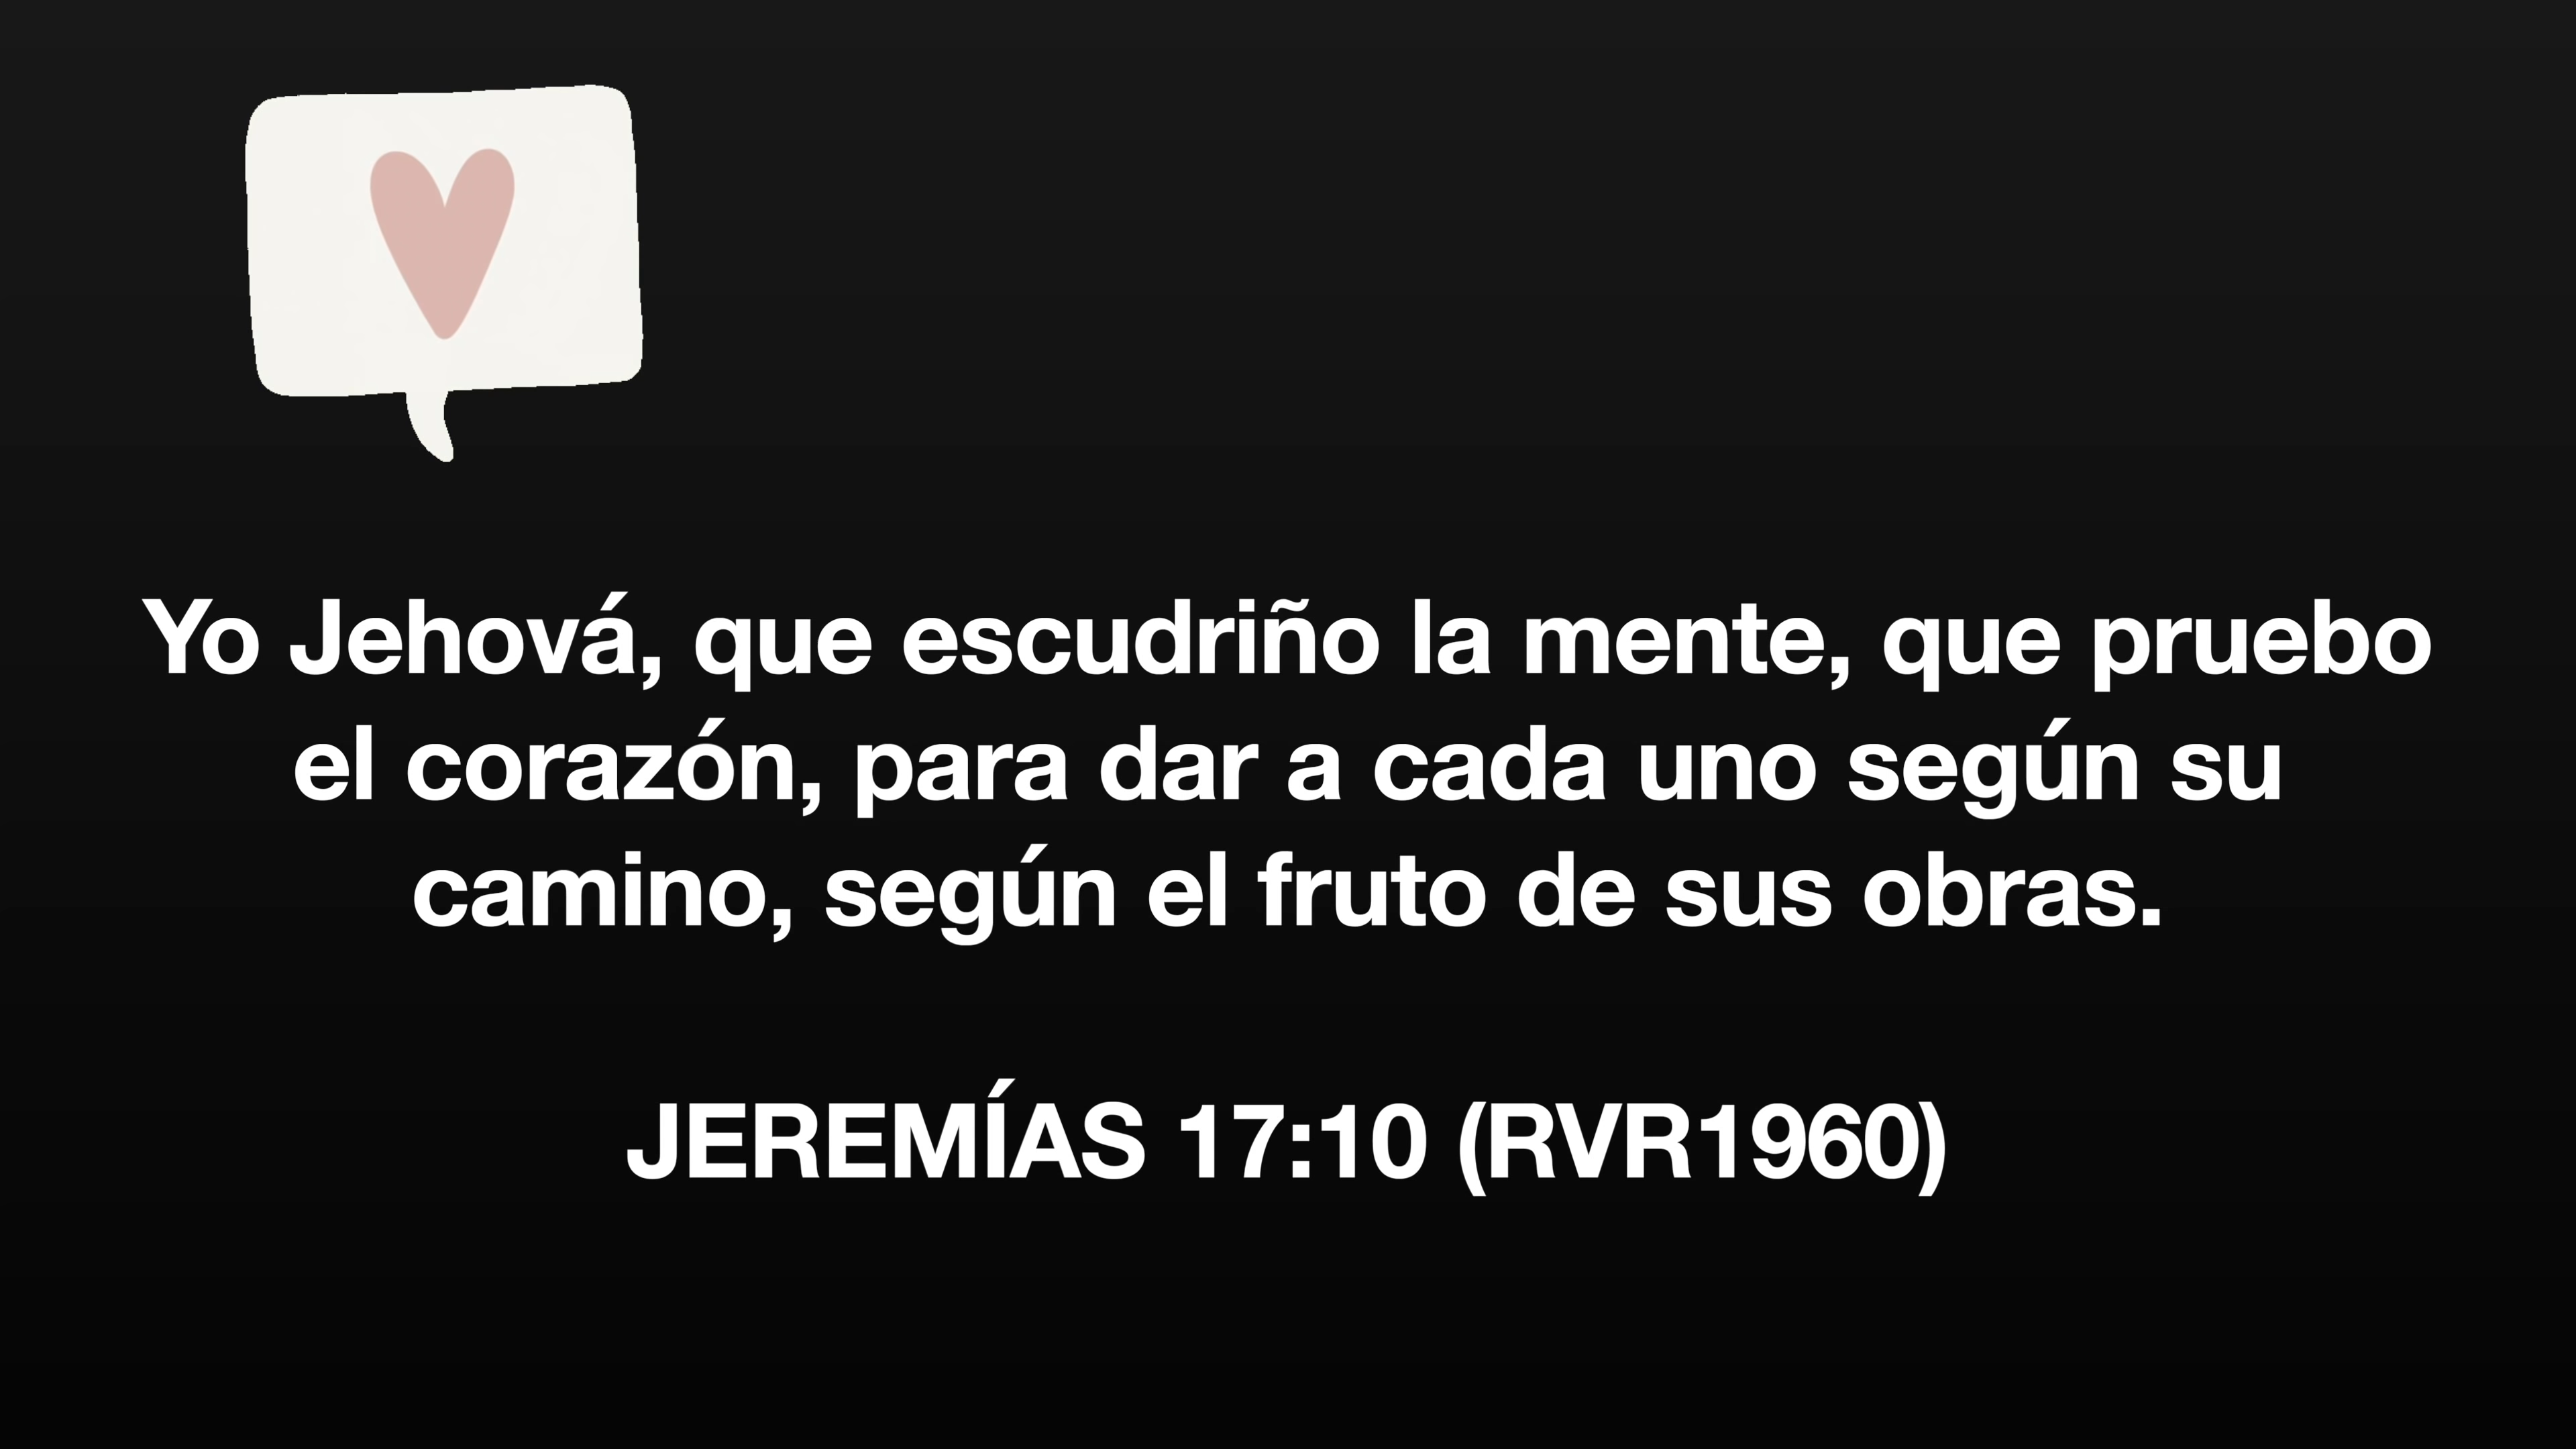 Yo Jehová, que escudriño la mente, que pruebo
el corazón, para dar a cada uno según su
camino, según el fruto de sus obras.
JEREMÍAS 17:10 (RVR1960)